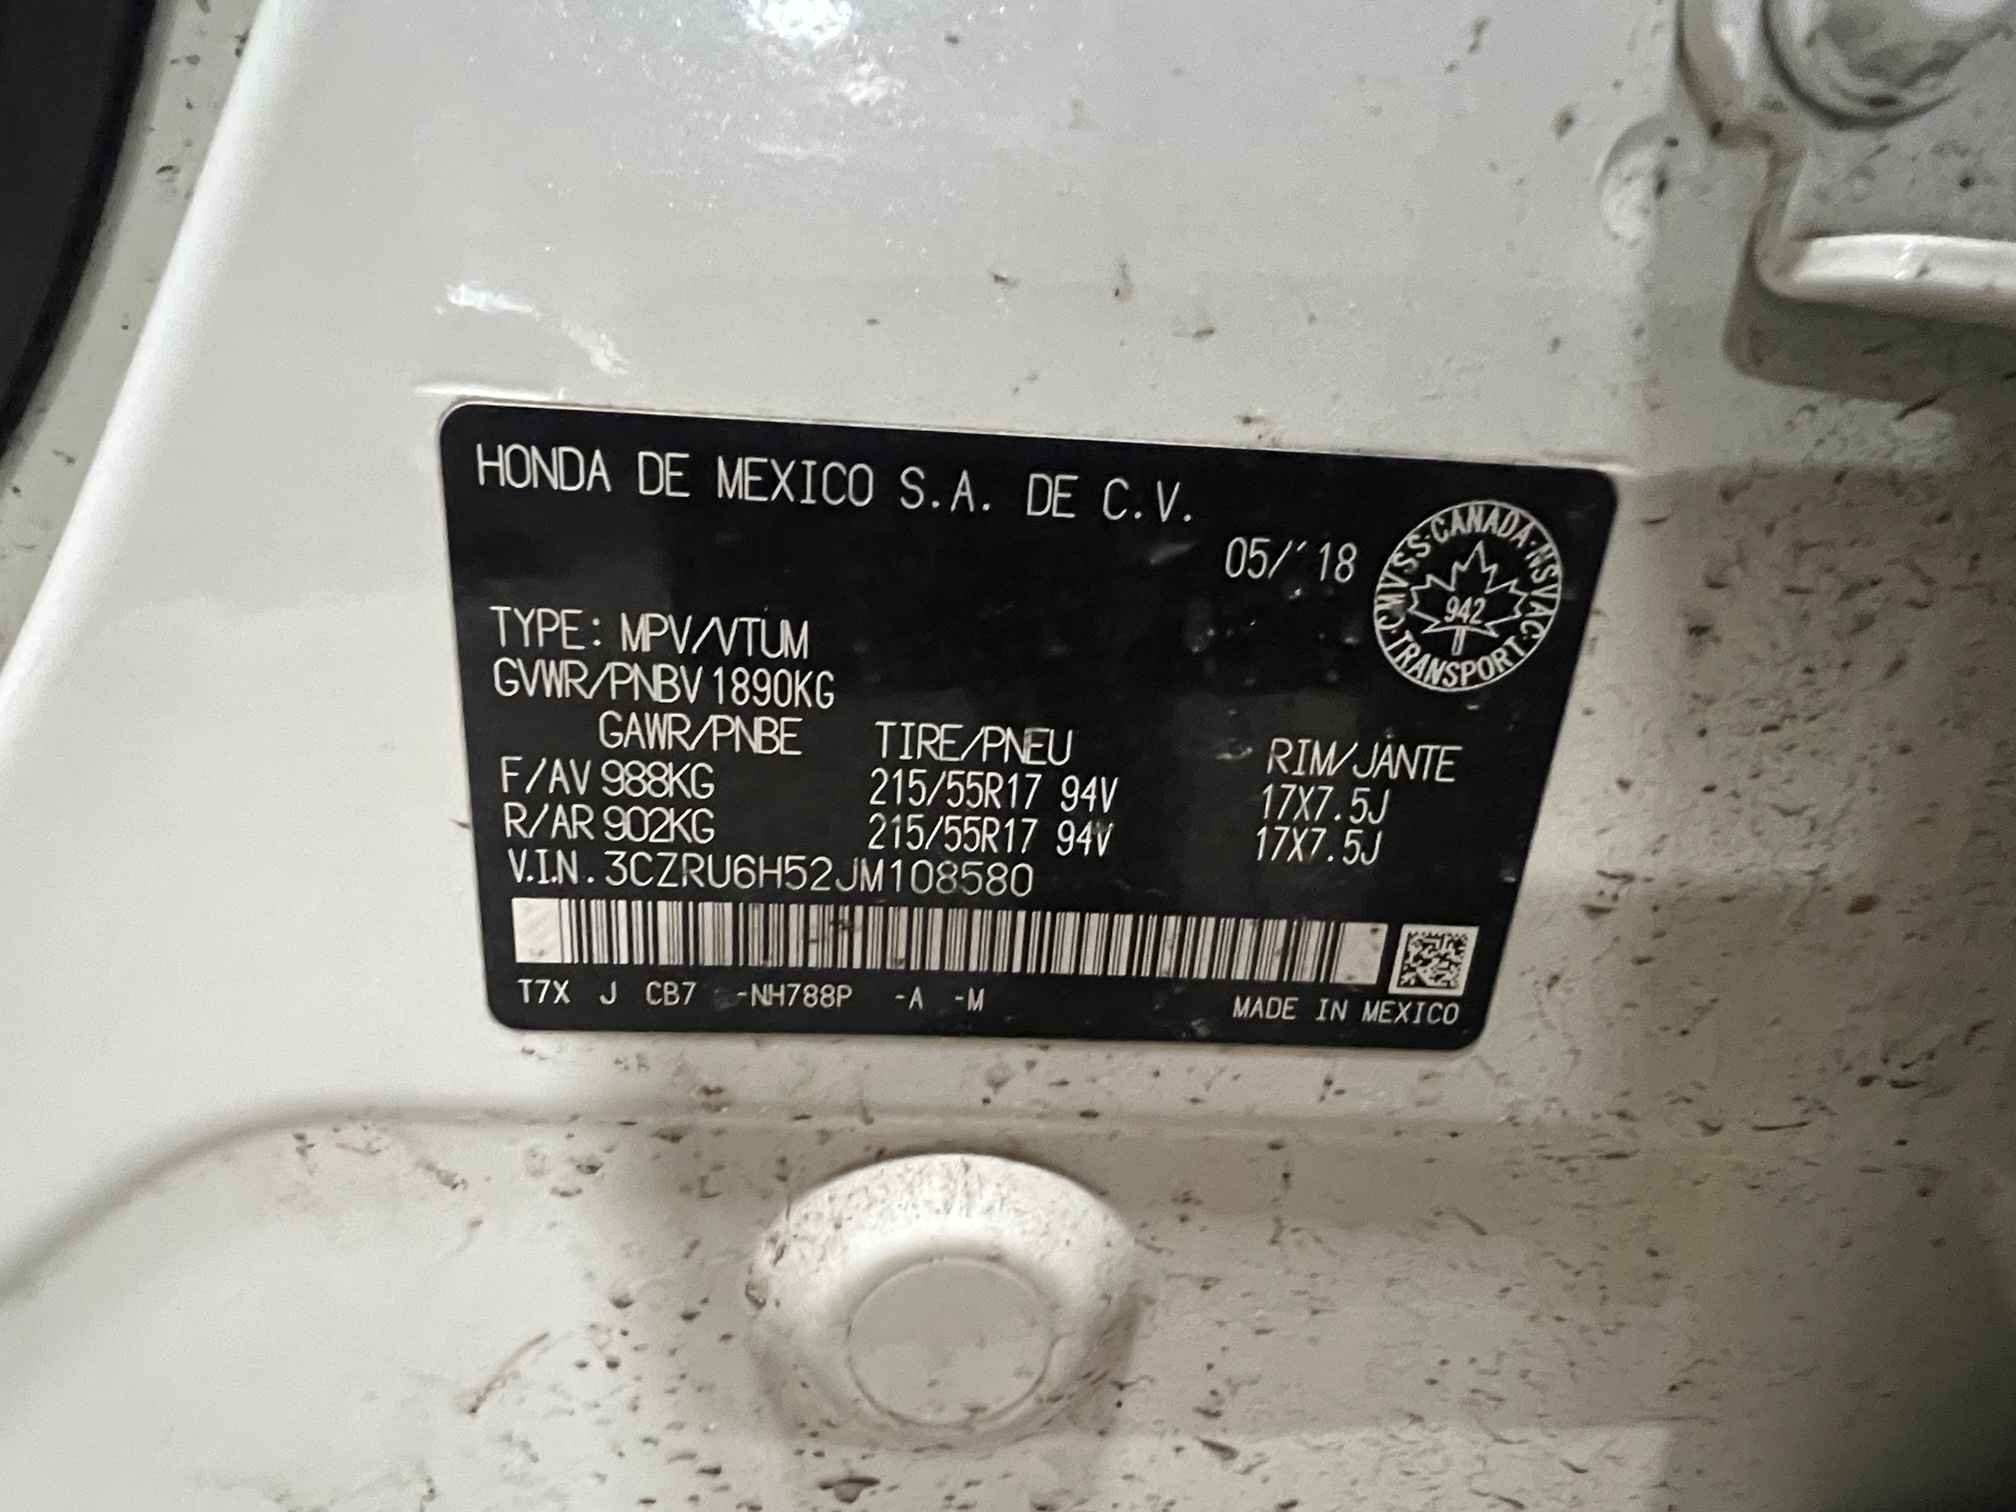 HONDA DE MEXICO S.A. DE C.V.
05/'18
CMVSS·CANADA·NSVAC·TRANSPORT
942
TYPE: MPV/VTUM
GVWR/PNBV 1890KG
GAWR/PNBE TIRE/PNEU RIM/JANTE
F/AV 988KG 215/55R17 94V 17X7.5J
R/AR 902KG 215/55R17 94V 17X7.5J
V.I.N. 3CZRU6H52JM108580
T7X J CB7 -NH788P -A -M MADE IN MEXICO